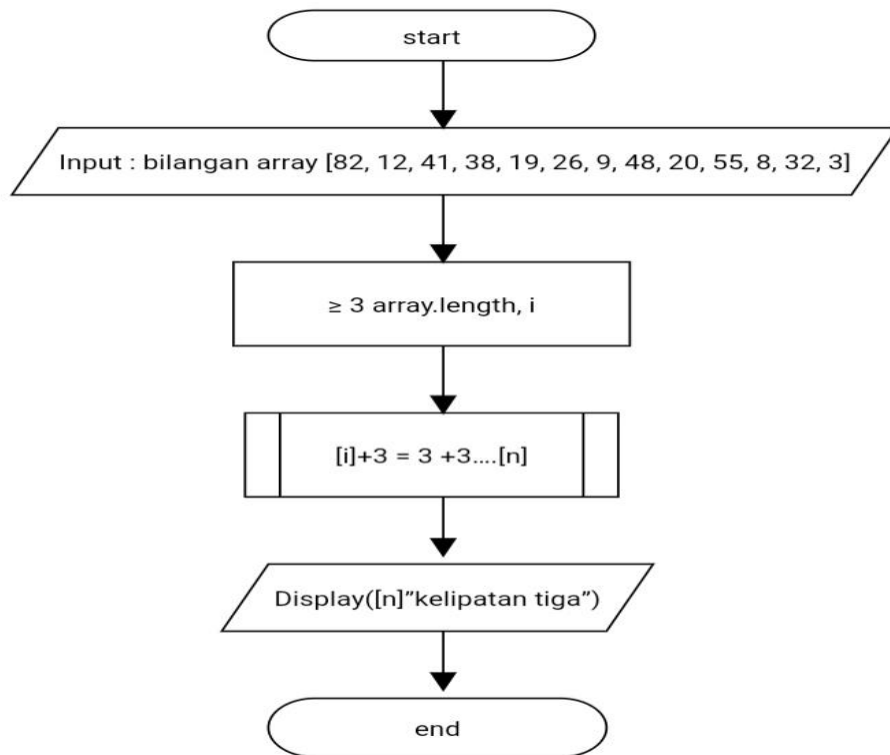 start
Input : bilangan array [82, 12, 41, 38, 19, 26, 9, 48, 20, 55, 8, 32, 3]
≥ 3 array.length, i
[i]+3 = 3 +3....[n]
Display([n]”kelipatan tiga”)
end